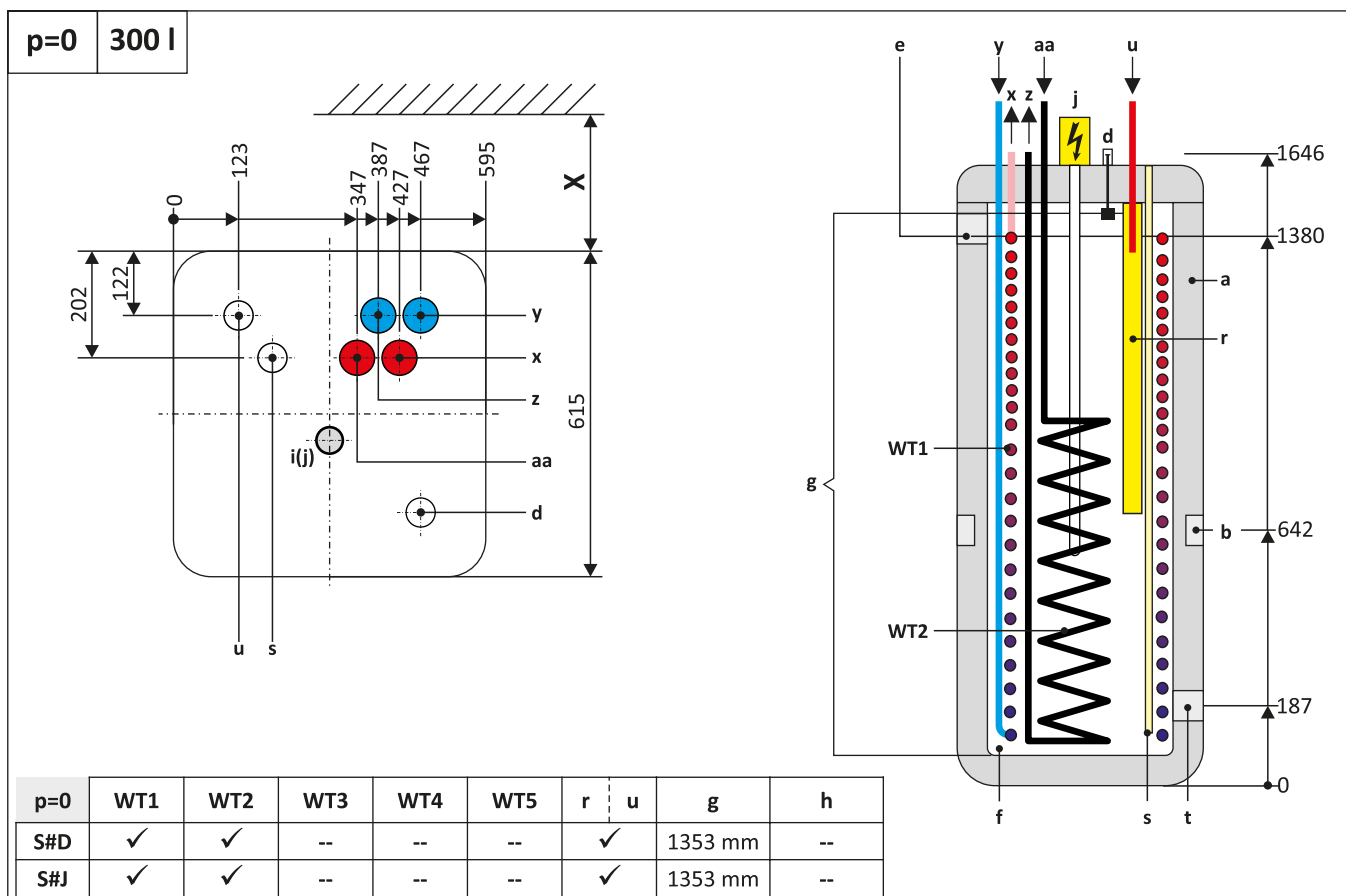 p=0 300 l
0
123
347
387
427
467
595
X
202
122
615
y
x
z
aa
d
i(j)
u s
e y aa u
x z j d
1646
1380
a
r
WT1
g
b 642
WT2
187
0
f s t
p=0 WT1 WT2 WT3 WT4 WT5 r u g h
S#D ✓ ✓ -- -- -- ✓ 1353 mm --
S#J ✓ ✓ -- -- -- ✓ 1353 mm --